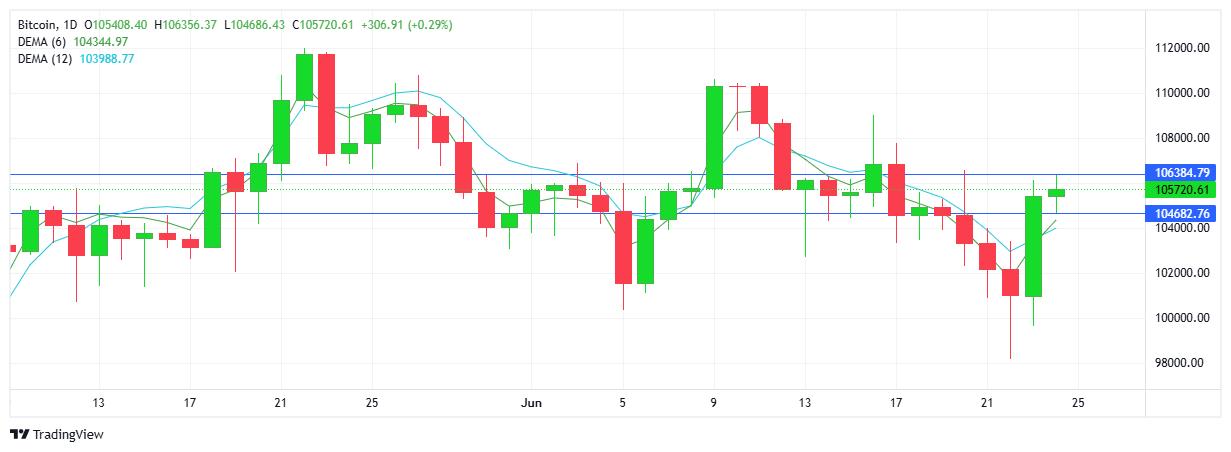 Bitcoin, 1D O105408.40 H106356.37 L104686.43 C105720.61 +306.91 (+0.29%)
DEMA (6) 104344.97
DEMA (12) 103988.77
112000.00
110000.00
108000.00
106384.79
105720.61
104682.76
104000.00
102000.00
100000.00
98000.00
13 17 21 25 Jun 5 9 13 17 21 25
TradingView